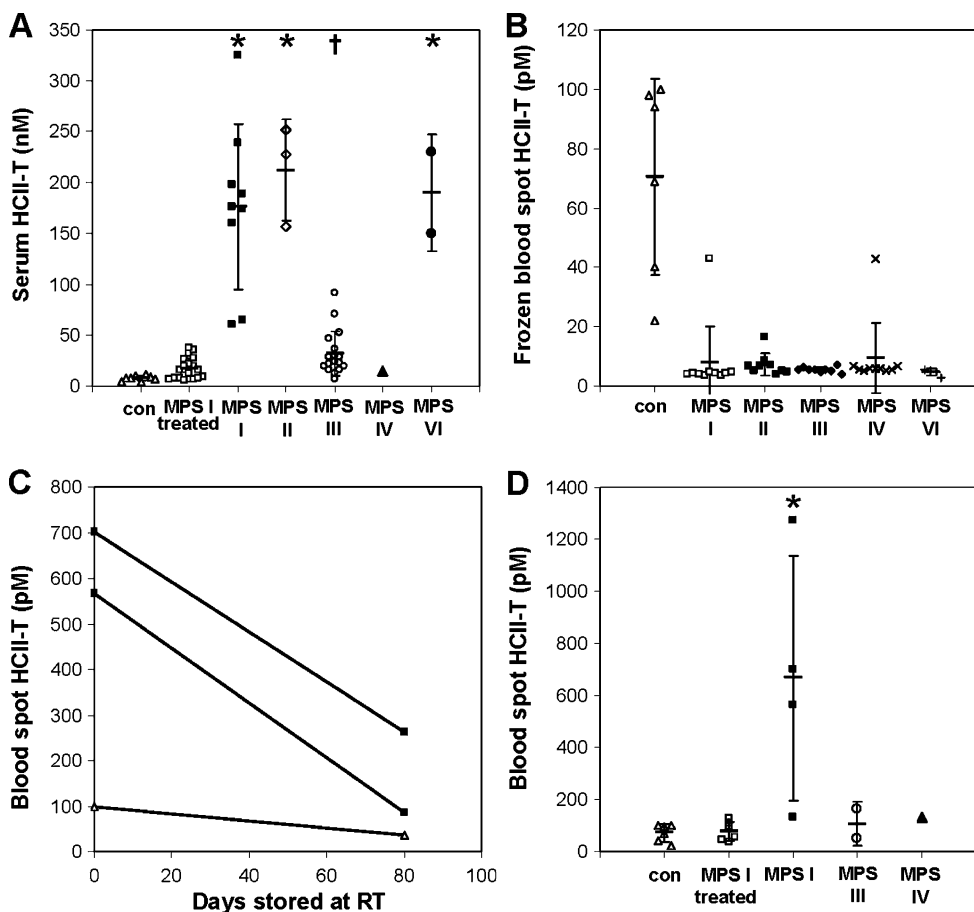 A
Serum HCII-T (nM)
350
300
250
200
150
100
50
0
* * † *
con MPS I treated MPS I MPS II MPS III MPS IV MPS VI
B
Frozen blood spot HCII-T (pM)
120
100
80
60
40
20
0
con MPS I MPS II MPS III MPS IV MPS VI
C
Blood spot HCII-T (pM)
800
700
600
500
400
300
200
100
0
0 20 40 60 80 100
Days stored at RT
D
Blood spot HCII-T (pM)
1400
1200
1000
800
600
400
200
0
*
con MPS I treated MPS I MPS III MPS IV